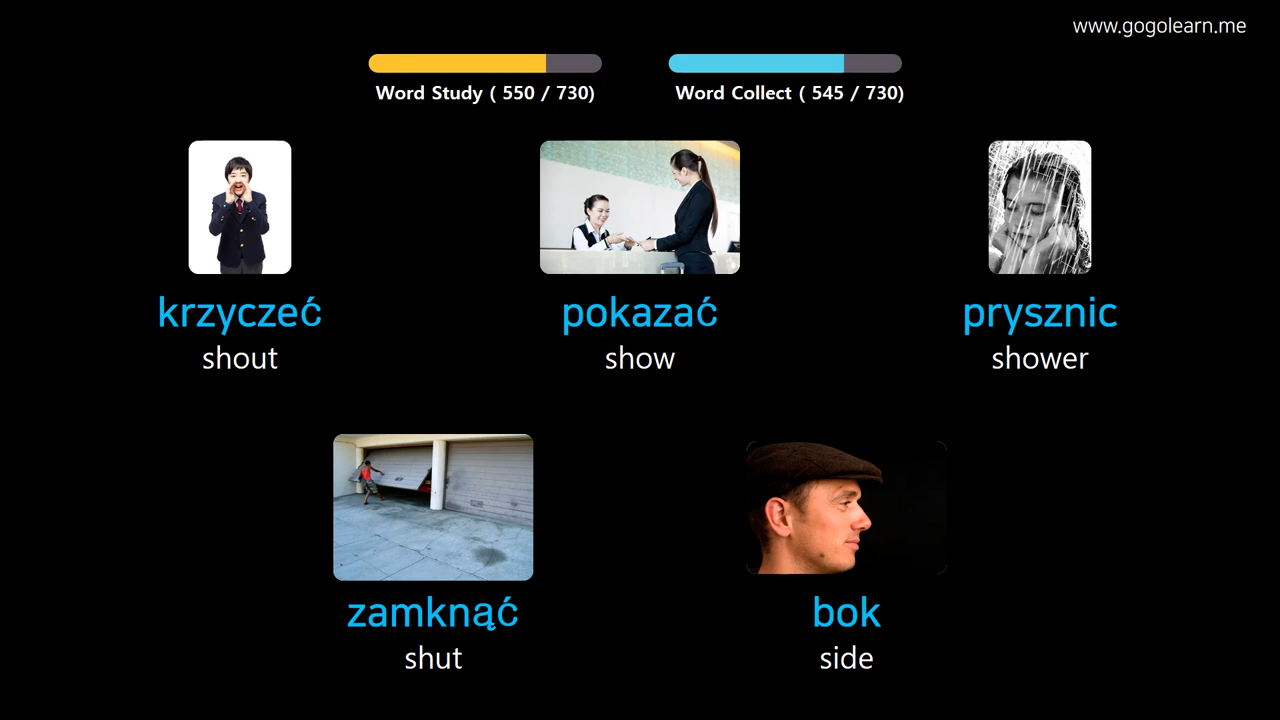 www.gogolearn.me
Word Study ( 550 / 730)
Word Collect ( 545 / 730)
krzyczeć
shout
pokazać
show
prysznic
shower
zamknąć
shut
bok
side